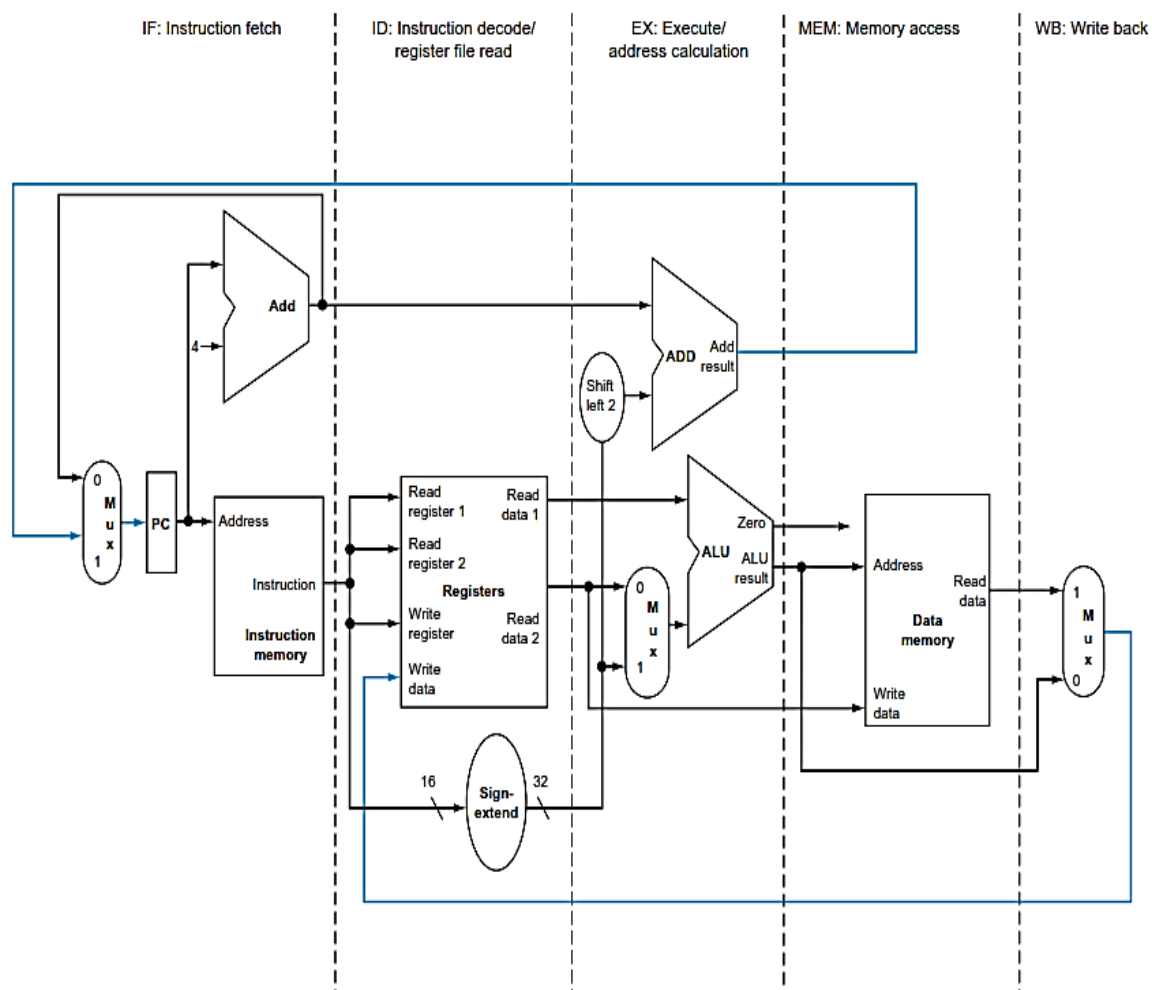 IF: Instruction fetch
ID: Instruction decode/
register file read
EX: Execute/
address calculation
MEM: Memory access
WB: Write back
Add
4
ADD
Add
result
Shift
left 2
0
M
u
x
1
PC
Address
Instruction
Instruction
memory
Read
register 1
Read
register 2
Write
register
Write
data
Registers
Read
data 1
Read
data 2
0
M
u
x
1
Zero
ALU
ALU
result
Address
Read
data
Data
memory
Write
data
1
M
u
x
0
16
Sign-
extend
32